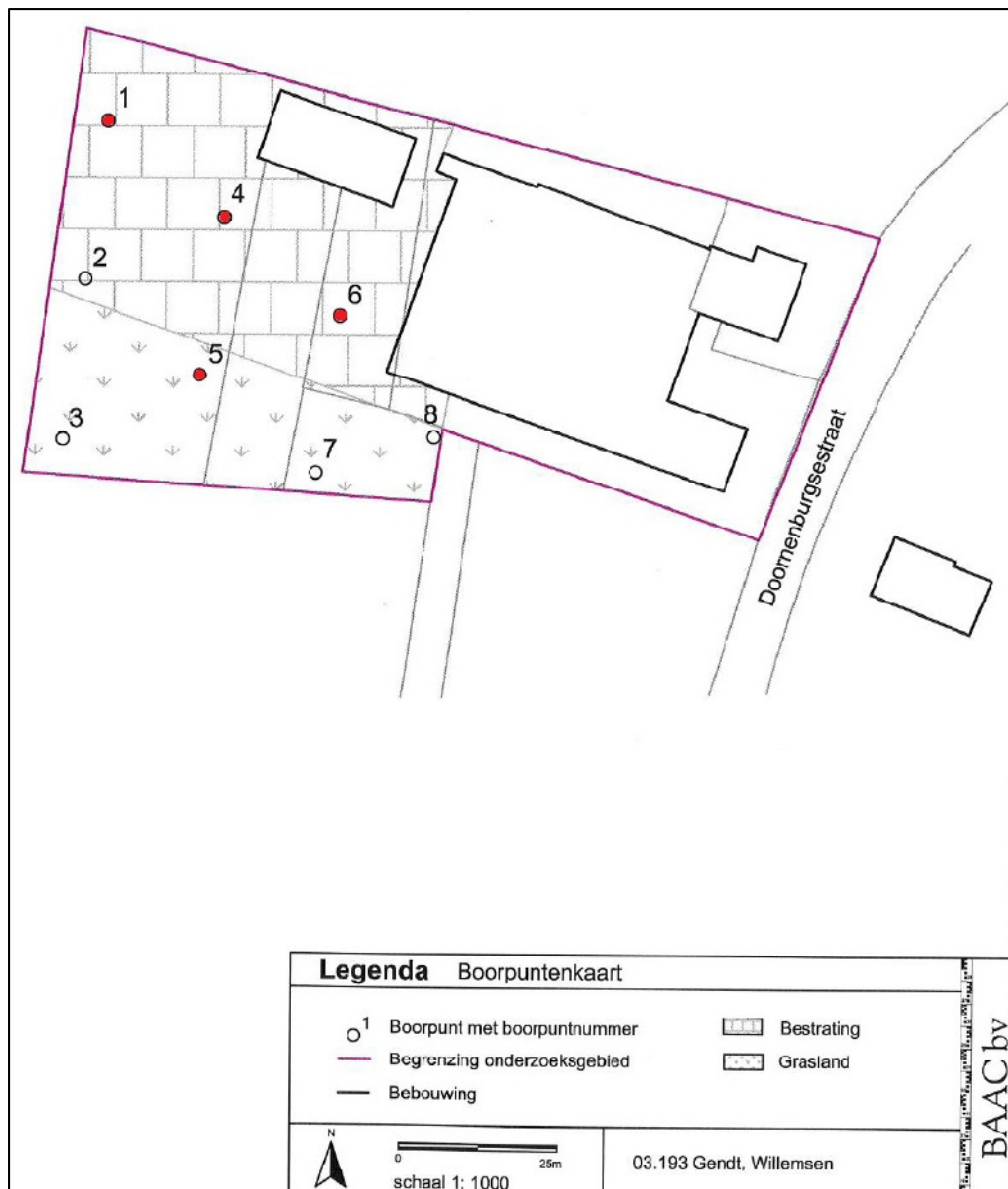 1
4
2
6
5
3
8
7
Doornenburgsestraat
Legenda Boorpuntenkaart
1 Boorpunt met boorpuntnummer
Bestrating
Begrenzing onderzoeksgebied
Grasland
Bebouwing
N
0 25m
schaal 1: 1000
03.193 Gendt, Willemsen
BAAC bv